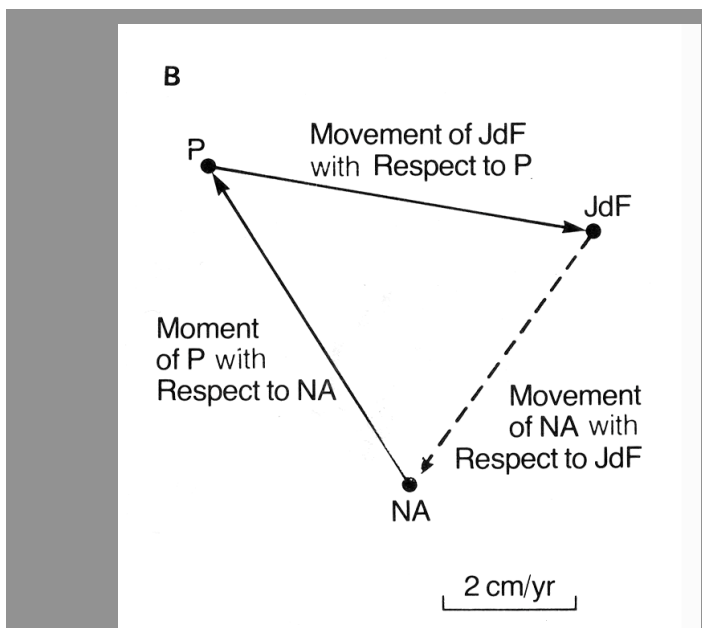 B
P
Movement of JdF
with Respect to P
JdF
Moment
of P with
Respect to NA
Movement
of NA with
Respect to JdF
NA
2 cm/yr